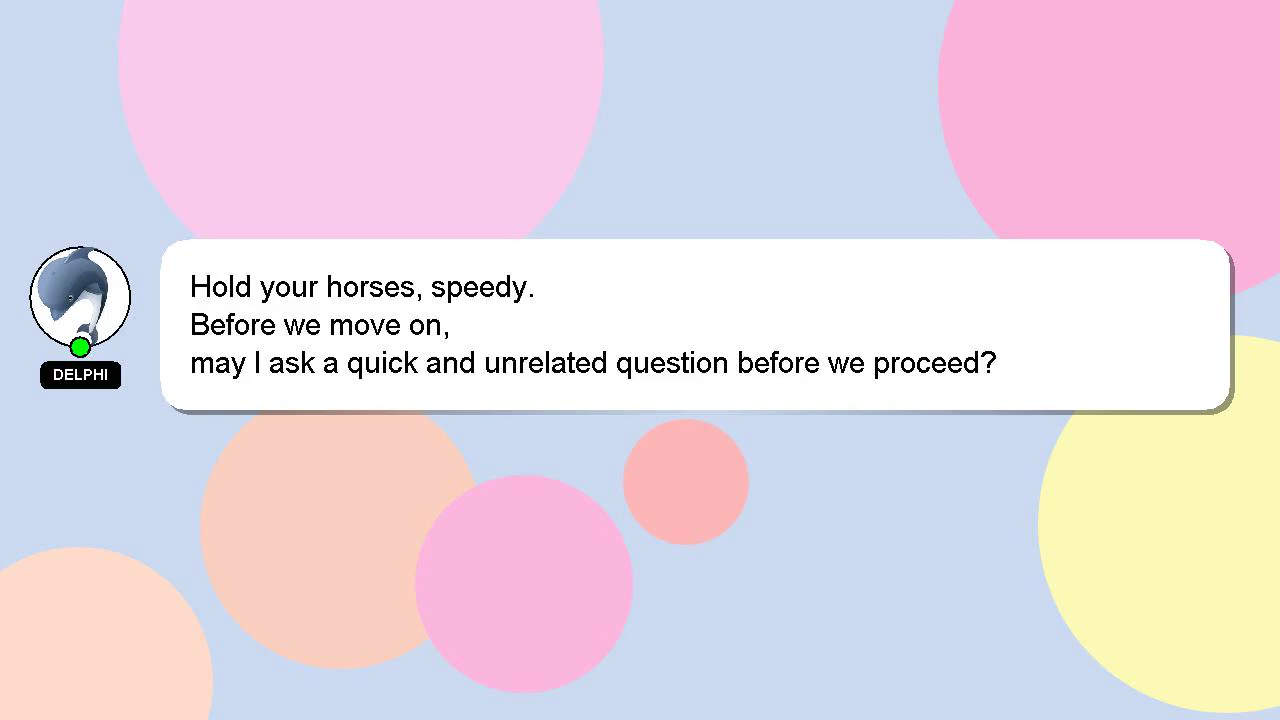 Hold your horses, speedy.
Before we move on,
may I ask a quick and unrelated question before we proceed?
DELPHI